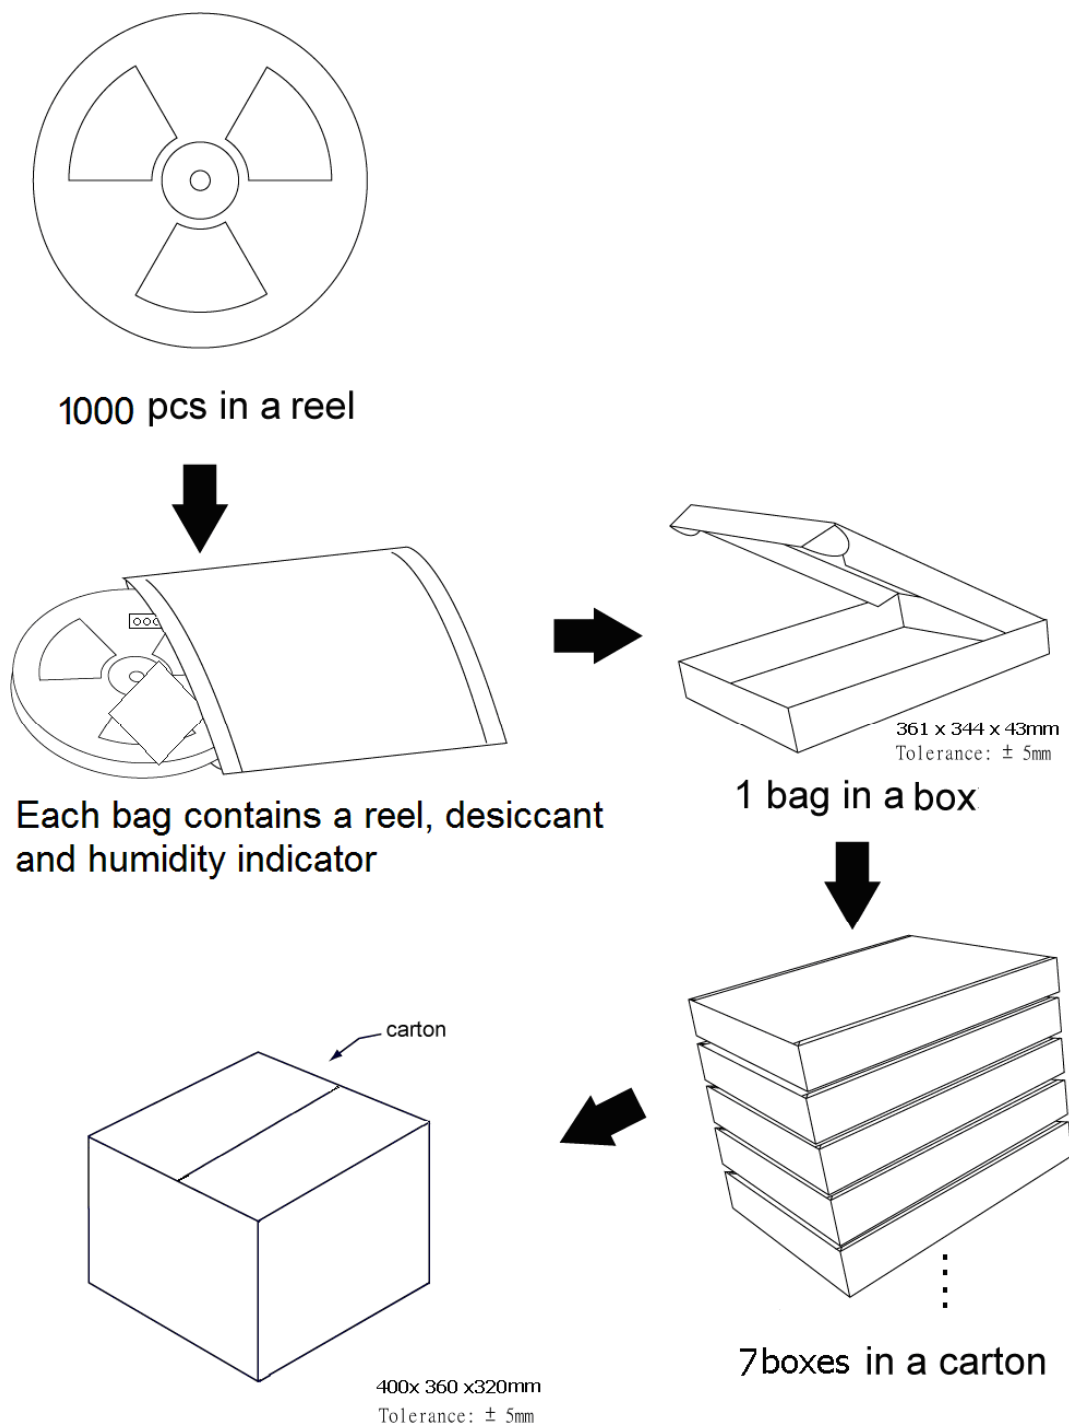 1000 pcs in a reel
361 x 344 x 43mm
Tolerance: ± 5mm
1 bag in a box
Each bag contains a reel, desiccant
and humidity indicator
carton
7boxes in a carton
400x 360 x320mm
Tolerance: ± 5mm